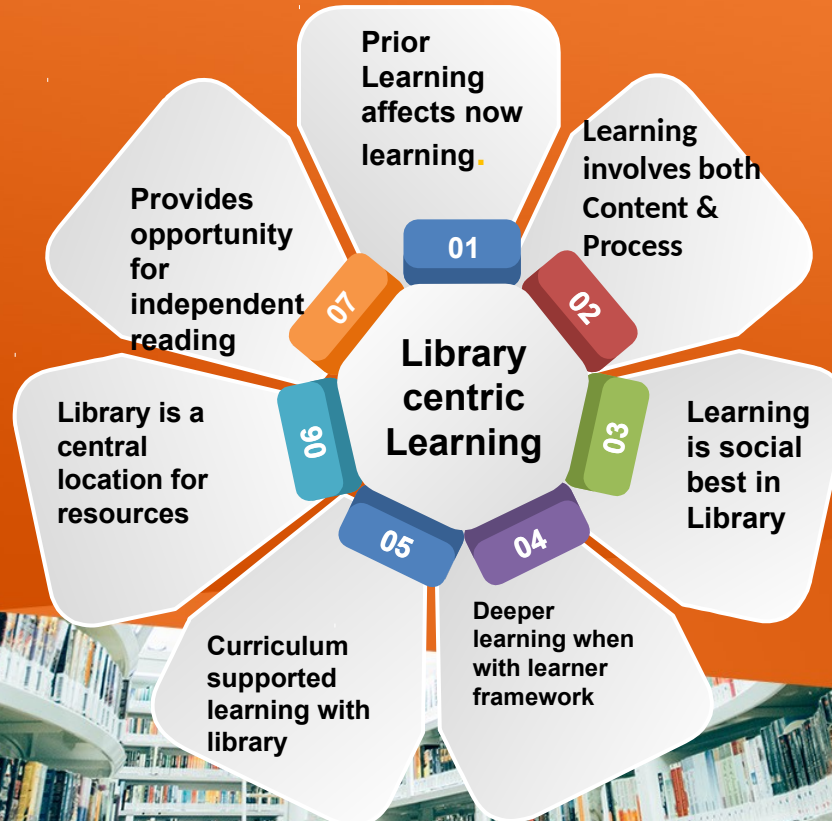 Prior
Learning
affects now
learning.
01
Learning
involves both
Content &
Process
02
Learning
is social
best in
Library
03
Deeper
learning when
with learner
framework
04
Curriculum
supported
learning with
library
05
Library is a
central
location for
resources
06
Provides
opportunity
for
independent
reading
07
Library
centric
Learning